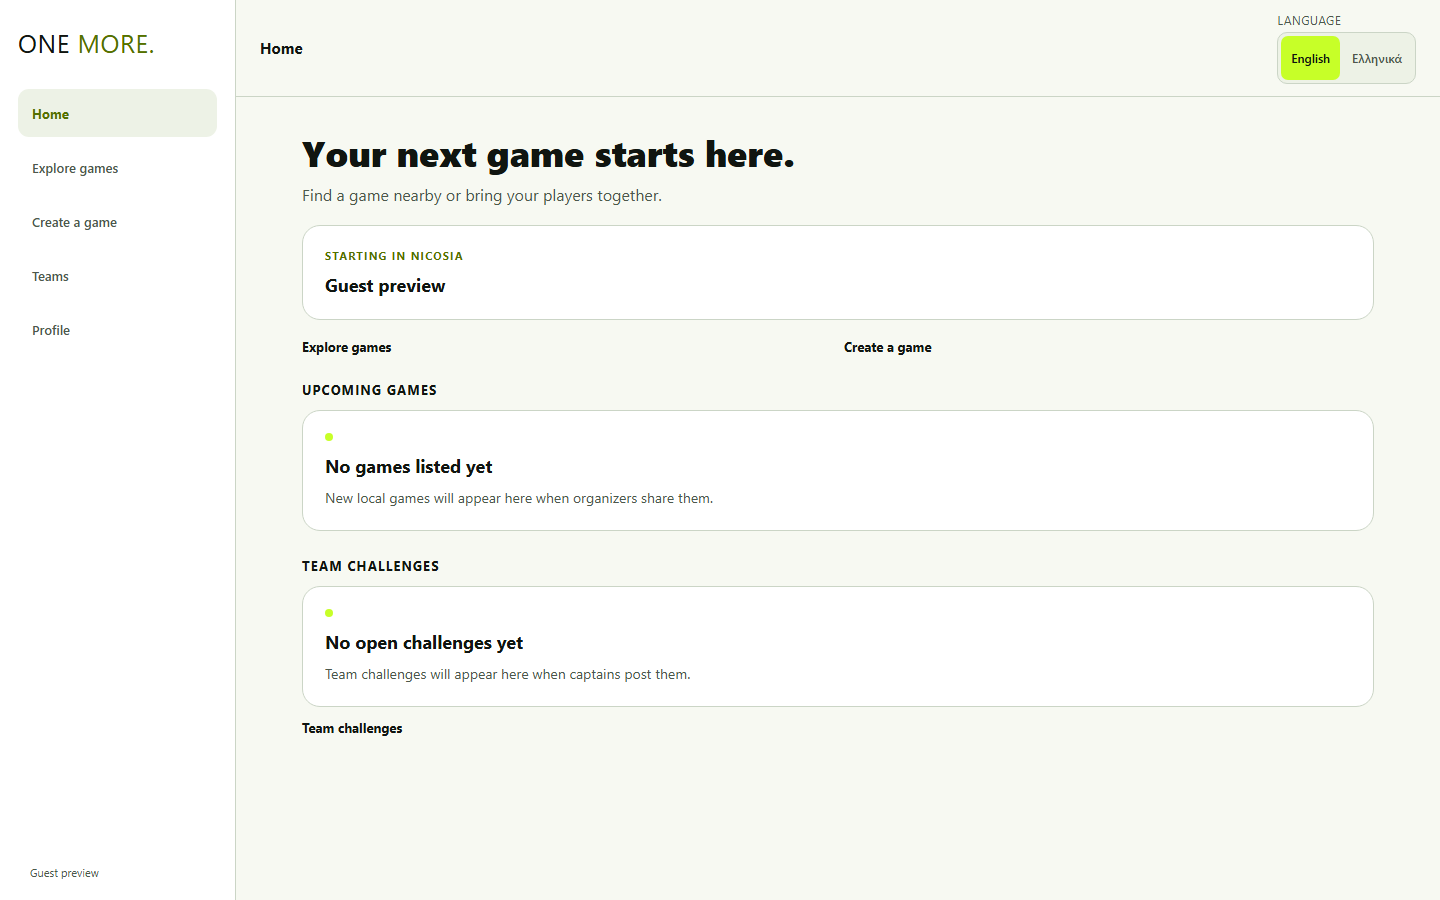 ONE MORE.
Home
Explore games
Create a game
Teams
Profile
Guest preview
Home
LANGUAGE
English
Ελληνικά
Your next game starts here.
Find a game nearby or bring your players together.
STARTING IN NICOSIA
Guest preview
Explore games
Create a game
UPCOMING GAMES
No games listed yet
New local games will appear here when organizers share them.
TEAM CHALLENGES
No open challenges yet
Team challenges will appear here when captains post them.
Team challenges